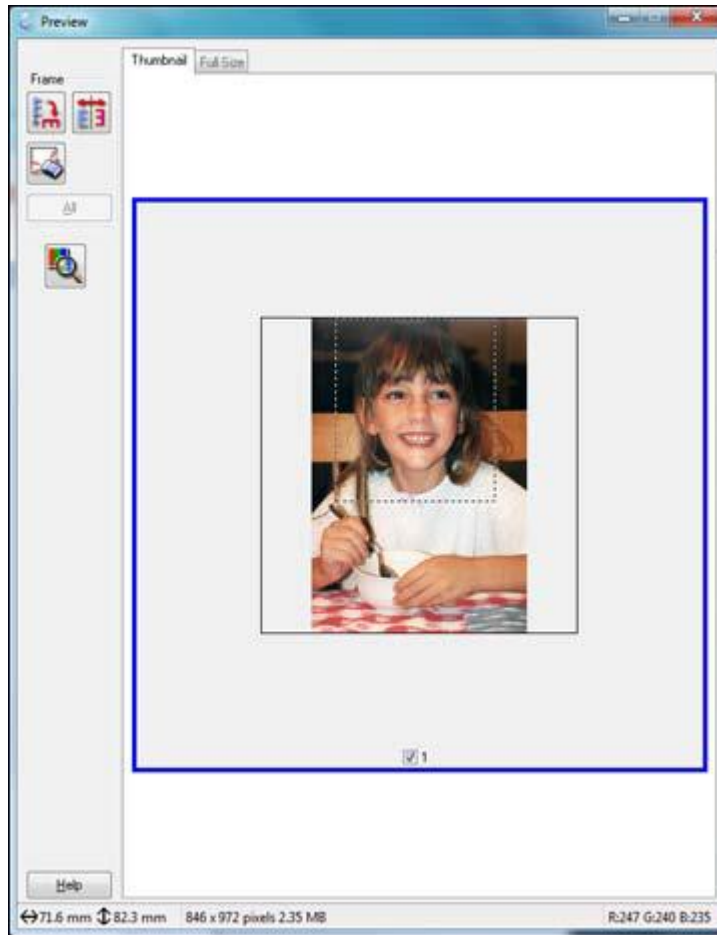 Preview
Thumbnail Full Size
Frame
All
1
Help
71.6 mm 82.3 mm 846 x 972 pixels 2.35 MB R:247 G:240 B:235